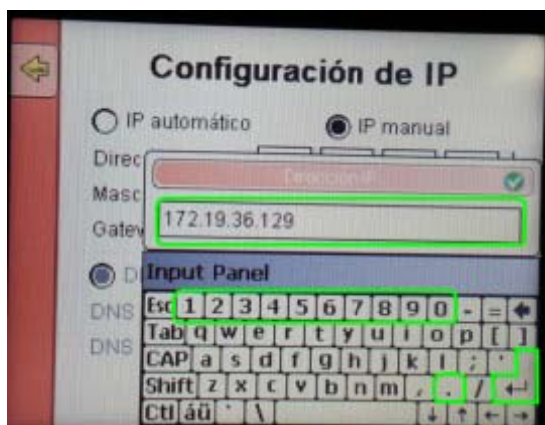 Configuración de IP
IP automático
IP manual
Direc
Dirección IP
Masc
172.19.36.129
Gatew
Input Panel
DNS
Esc 1 2 3 4 5 6 7 8 9 0 - = 
Tab q w e r t y u i o p [ ]
DNS
CAP a s d f g h j k l ; '
Shift z x c v b n m , . /
Ctl áü ` \